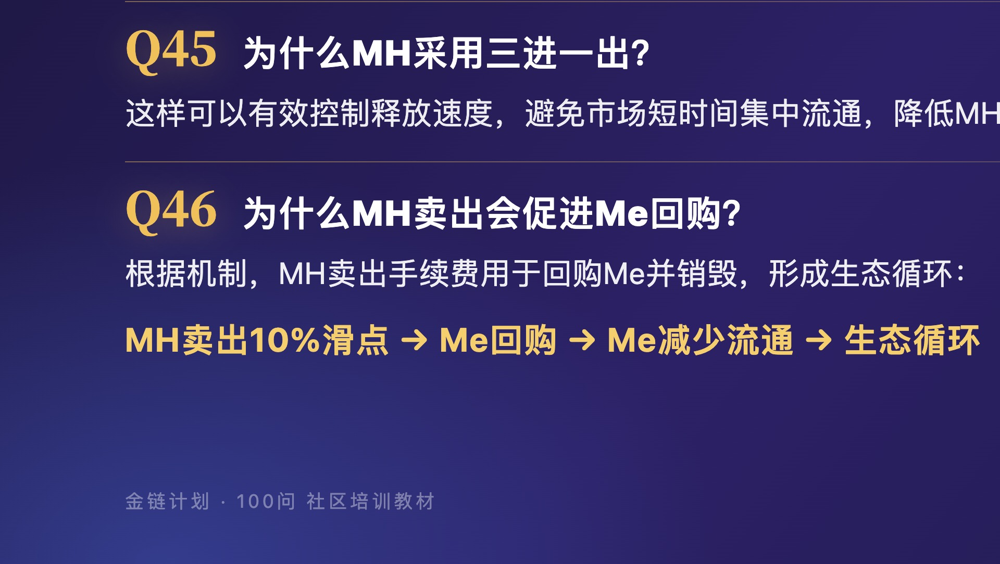 Q45 为什么MH采用三进一出？
这样可以有效控制释放速度，避免市场短时间集中流通，降低MH
Q46 为什么MH卖出会促进Me回购？
根据机制，MH卖出手续费用于回购Me并销毁，形成生态循环：
MH卖出10%滑点 → Me回购 → Me减少流通 → 生态循环
金链计划 · 100问 社区培训教材